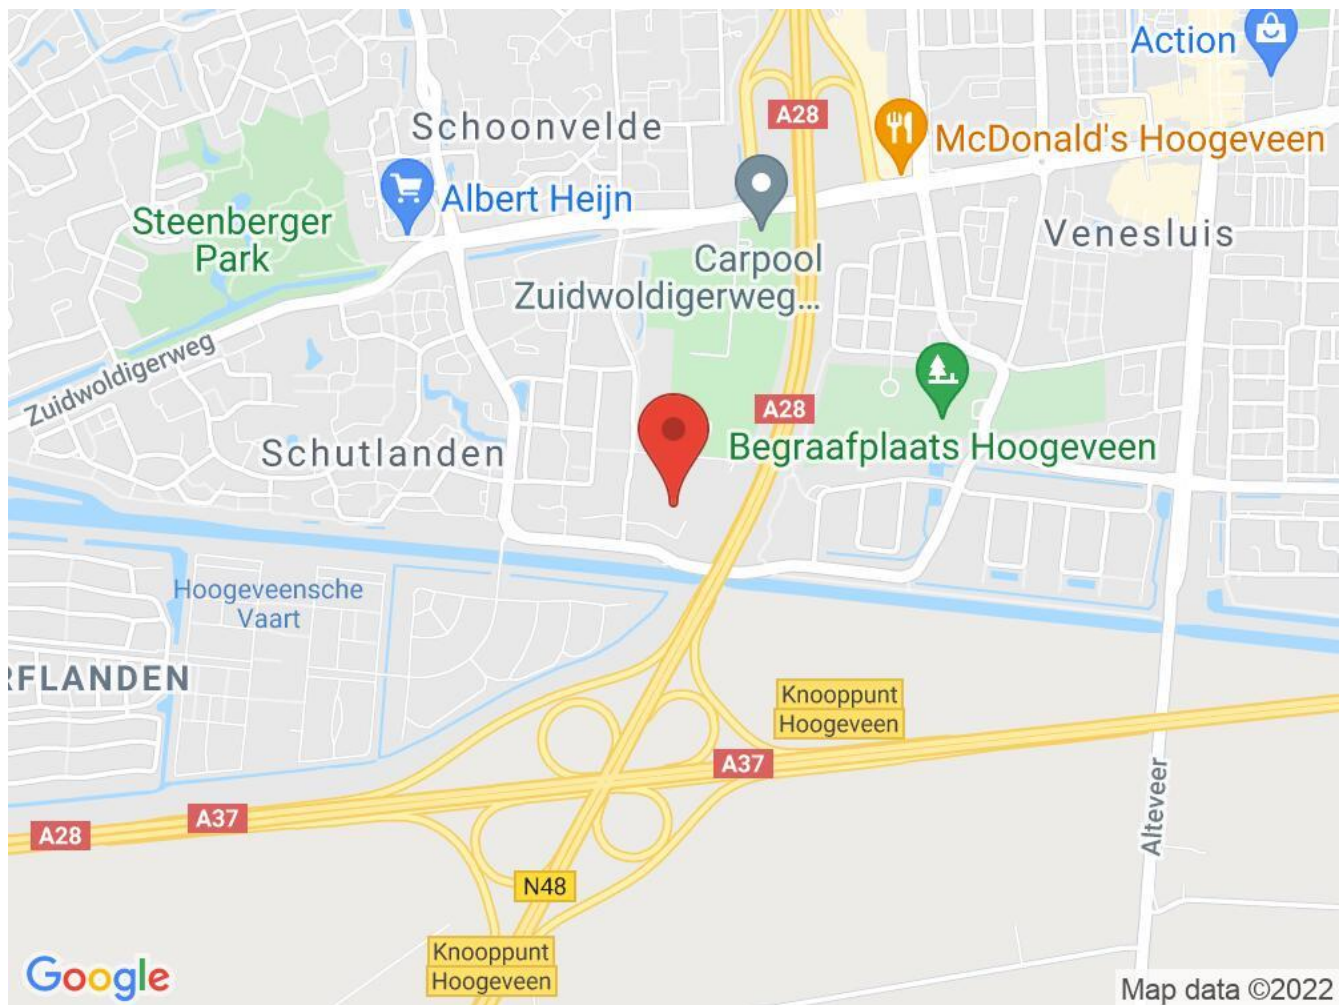 Action
A28
McDonald's Hoogeveen
Schoonvelde
Albert Heijn
Steenberger
Park
Venesluis
Carpool
Zuidwoldigerweg...
Zuidwoldigerweg
A28
Begraafplaats Hoogeveen
Schutlanden
Hoogeveensche
Vaart
RFLANDEN
Knooppunt
Hoogeveen
A37
A37
A28
Alteveer
N48
Knooppunt
Hoogeveen
Google
Map data ©2022